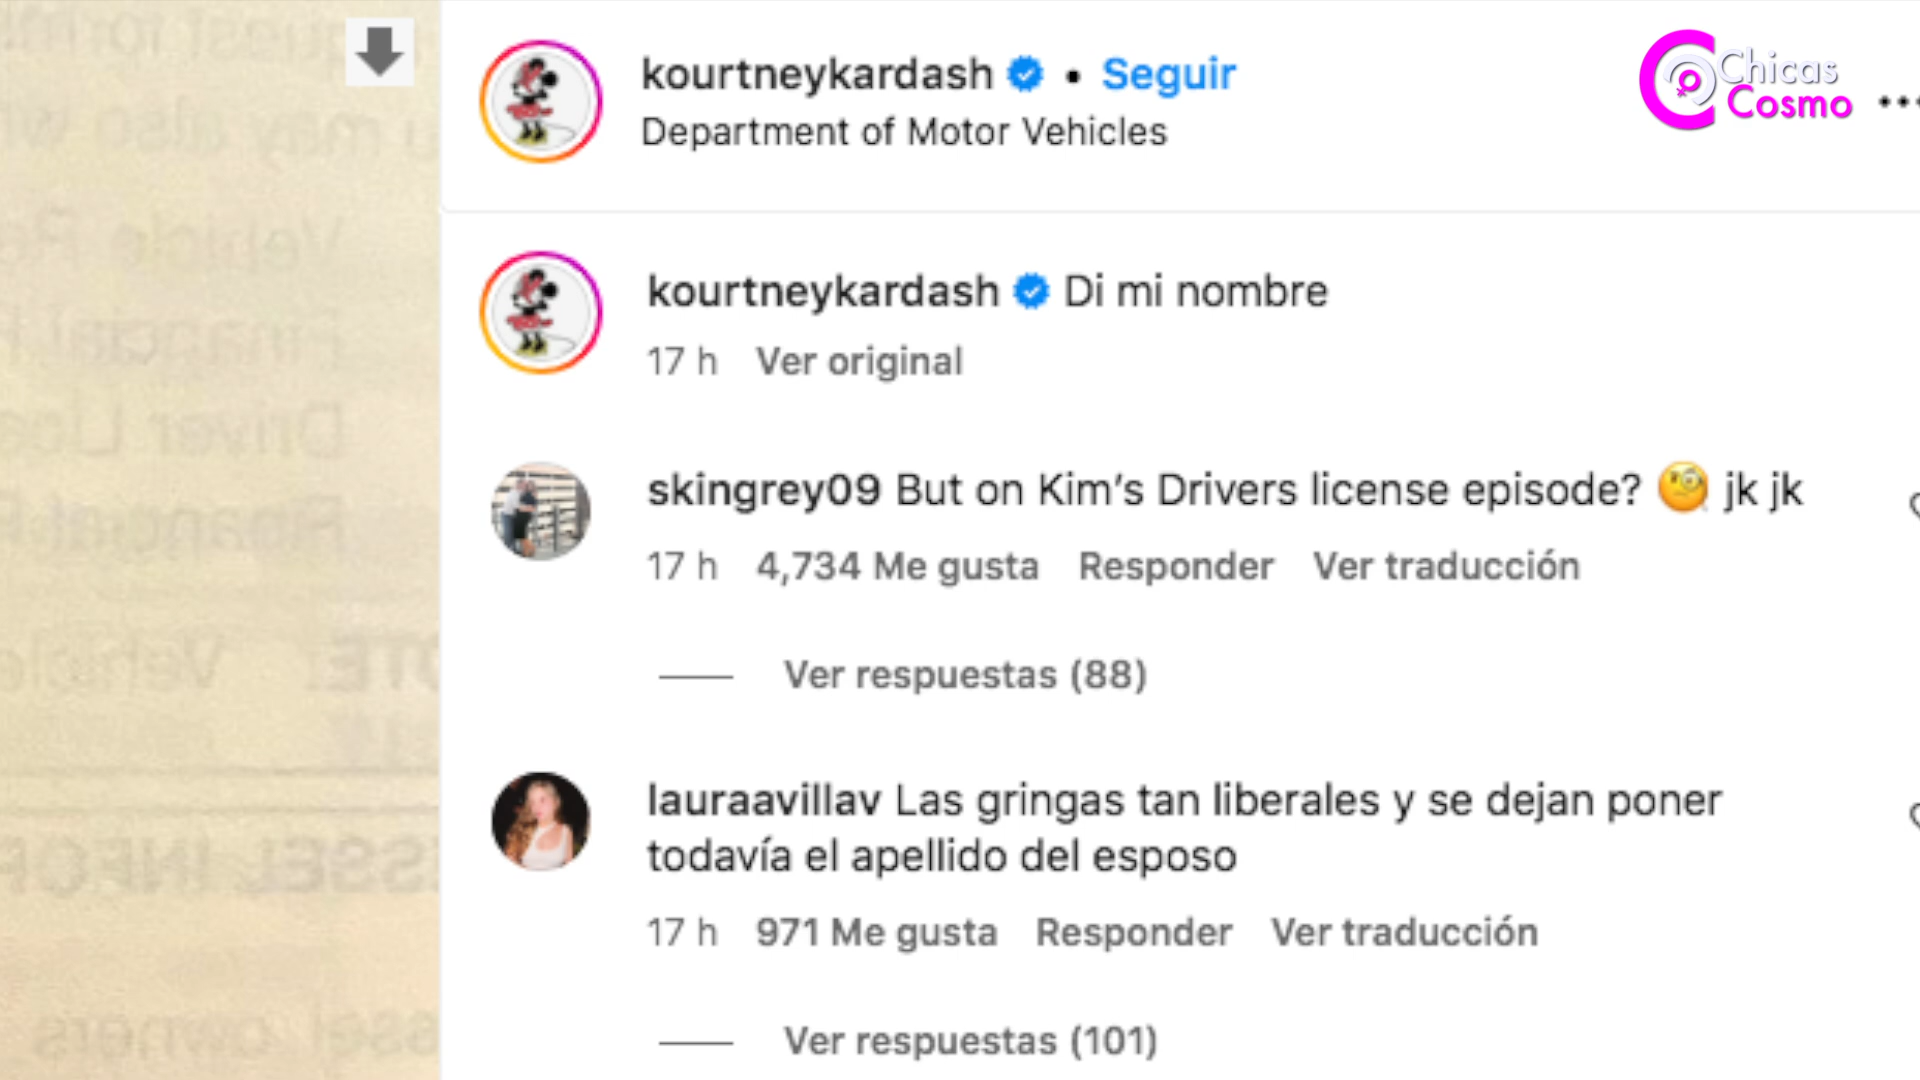 kourtneykardash • Seguir
Department of Motor Vehicles
Chicas
Cosmo
kourtneykardash Di mi nombre
17 h Ver original
skingrey09 But on Kim's Drivers license episode? 🧐 jk jk
17 h 4,734 Me gusta Responder Ver traducción
Ver respuestas (88)
lauraavillav Las gringas tan liberales y se dejan poner
todavía el apellido del esposo
17 h 971 Me gusta Responder Ver traducción
Ver respuestas (101)